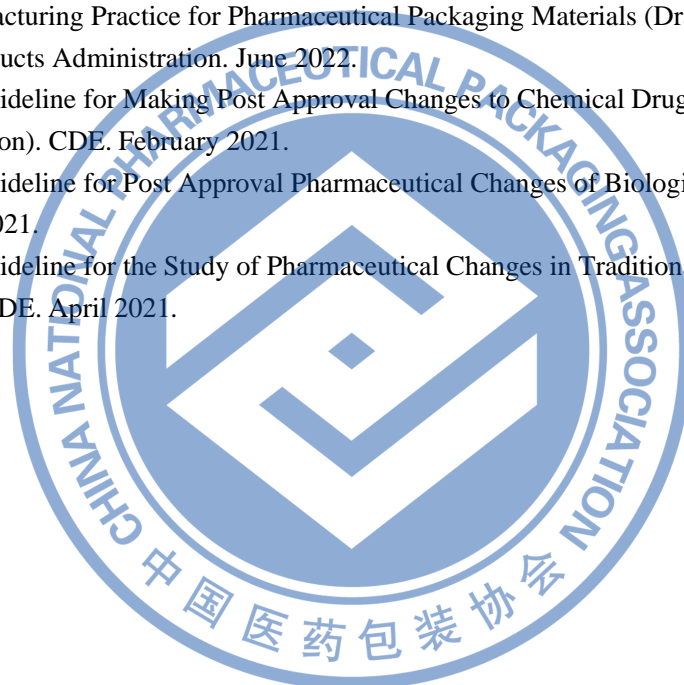 acturing Practice for Pharmaceutical Packaging Materials (Dr
ucts Administration. June 2022.
ideline for Making Post Approval Changes to Chemical Drug
on). CDE. February 2021.
ideline for Post Approval Pharmaceutical Changes of Biologi
021.
ideline for the Study of Pharmaceutical Changes in Tradition
DE. April 2021.
CHINA NATIONAL PHARMACEUTICAL PACKAGING ASSOCIATION
中国医药包装协会